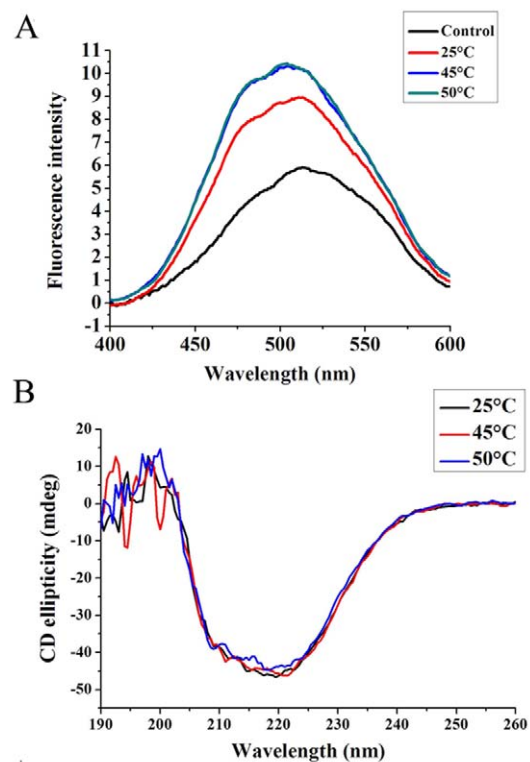 A
Control
25°C
45°C
50°C
11
10
9
8
7
6
5
4
3
2
1
0
-1
Fluorescence intensity
400 450 500 550 600
Wavelength (nm)
B
25°C
45°C
50°C
20
10
0
-10
-20
-30
-40
-50
CD ellipticity (mdeg)
190 200 210 220 230 240 250 260
Wavelength (nm)